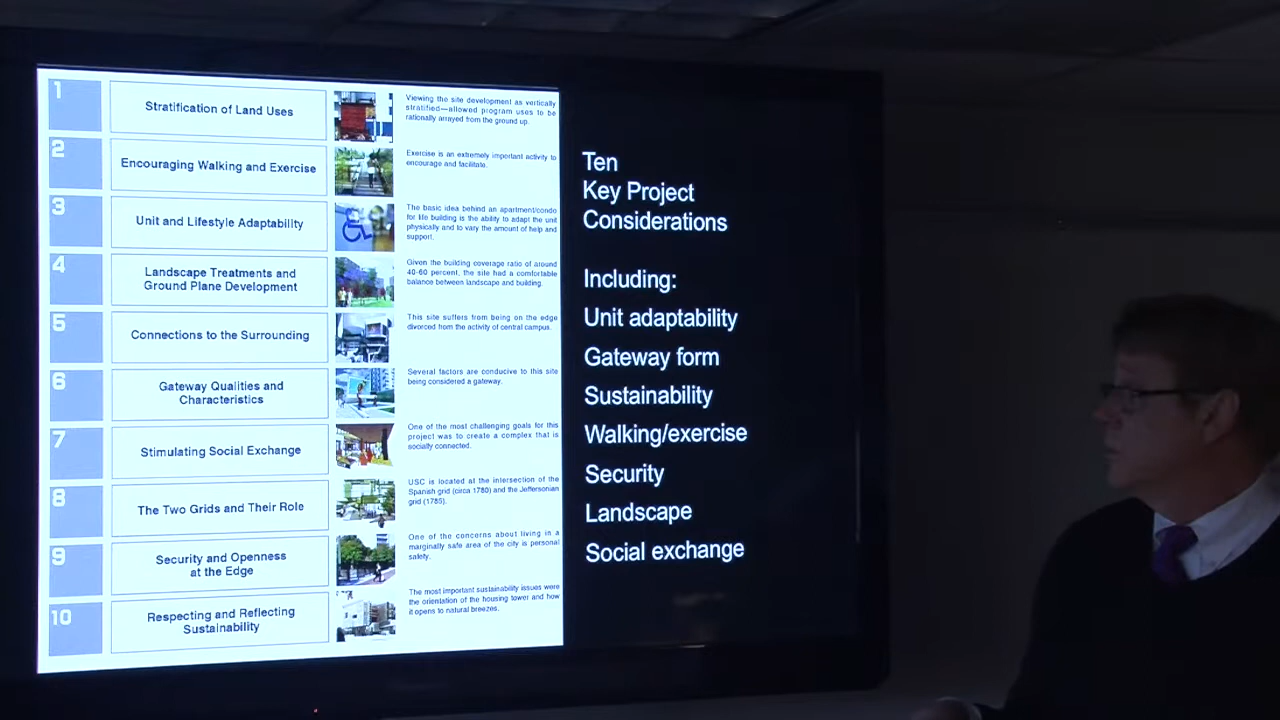 1
Stratification of Land Uses
Viewing the site development as vertically
stratified—allowed program uses to be
rationally arrayed from the ground up.
2
Encouraging Walking and Exercise
Exercise is an extremely important activity to
encourage and facilitate.
3
Unit and Lifestyle Adaptability
The basic idea behind an apartment/condo
for life building is the ability to adapt the unit
physically and to vary the amount of help and
support.
4
Landscape Treatments and
Ground Plane Development
Given the building coverage ratio of around
40-60 percent, the site had a comfortable
balance between landscape and building.
5
Connections to the Surrounding
This site suffers from being on the edge
divorced from the activity of central campus.
6
Gateway Qualities and
Characteristics
Several factors are conducive to this site
being considered a gateway.
7
Stimulating Social Exchange
One of the most challenging goals for this
project was to create a complex that is
socially connected.
8
The Two Grids and Their Role
USC is located at the intersection of the
Spanish grid (circa 1780) and the Jeffersonian
grid (1785).
9
Security and Openness
at the Edge
One of the concerns about living in a
marginally safe area of the city is personal
safety.
10
Respecting and Reflecting
Sustainability
The most important sustainability issues were
the orientation of the housing tower and how
it opens to natural breezes.
Ten
Key Project
Considerations
Including:
Unit adaptability
Gateway form
Sustainability
Walking/exercise
Security
Landscape
Social exchange